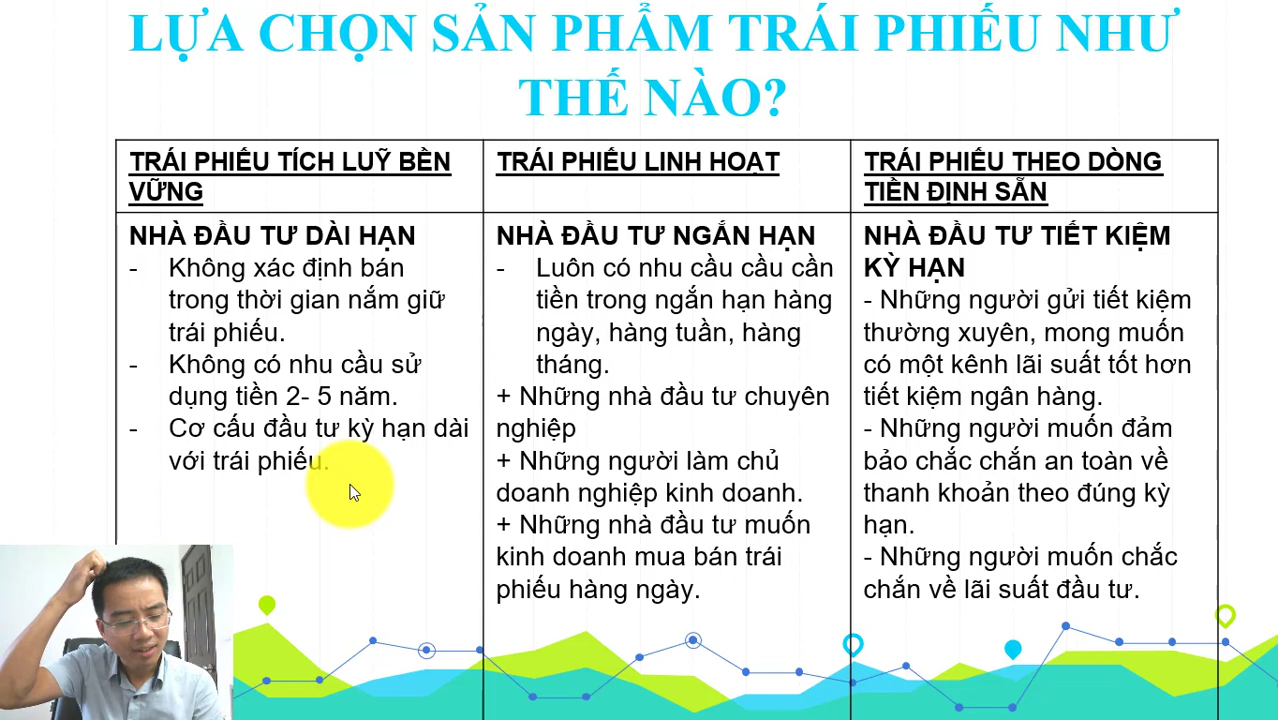 LỰA CHỌN SẢN PHẨM TRÁI PHIẾU NHƯ
THẾ NÀO?
TRÁI PHIẾU TÍCH LUỸ BỀN
VỮNG
NHÀ ĐẦU TƯ DÀI HẠN
- Không xác định bán
trong thời gian nắm giữ
trái phiếu.
- Không có nhu cầu sử
dụng tiền 2- 5 năm.
- Cơ cấu đầu tư kỳ hạn dài
với trái phiếu.
TRÁI PHIẾU LINH HOẠT
NHÀ ĐẦU TƯ NGẮN HẠN
- Luôn có nhu cầu cầu cần
tiền trong ngắn hạn hàng
ngày, hàng tuần, hàng
tháng.
+ Những nhà đầu tư chuyên
nghiệp
+ Những người làm chủ
doanh nghiệp kinh doanh.
+ Những nhà đầu tư muốn
kinh doanh mua bán trái
phiếu hàng ngày.
TRÁI PHIẾU THEO DÒNG
TIỀN ĐỊNH SẴN
NHÀ ĐẦU TƯ TIẾT KIỆM
KỲ HẠN
- Những người gửi tiết kiệm
thường xuyên, mong muốn
có một kênh lãi suất tốt hơn
tiết kiệm ngân hàng.
- Những người muốn đảm
bảo chắc chắn an toàn về
thanh khoản theo đúng kỳ
hạn.
- Những người muốn chắc
chắn về lãi suất đầu tư.